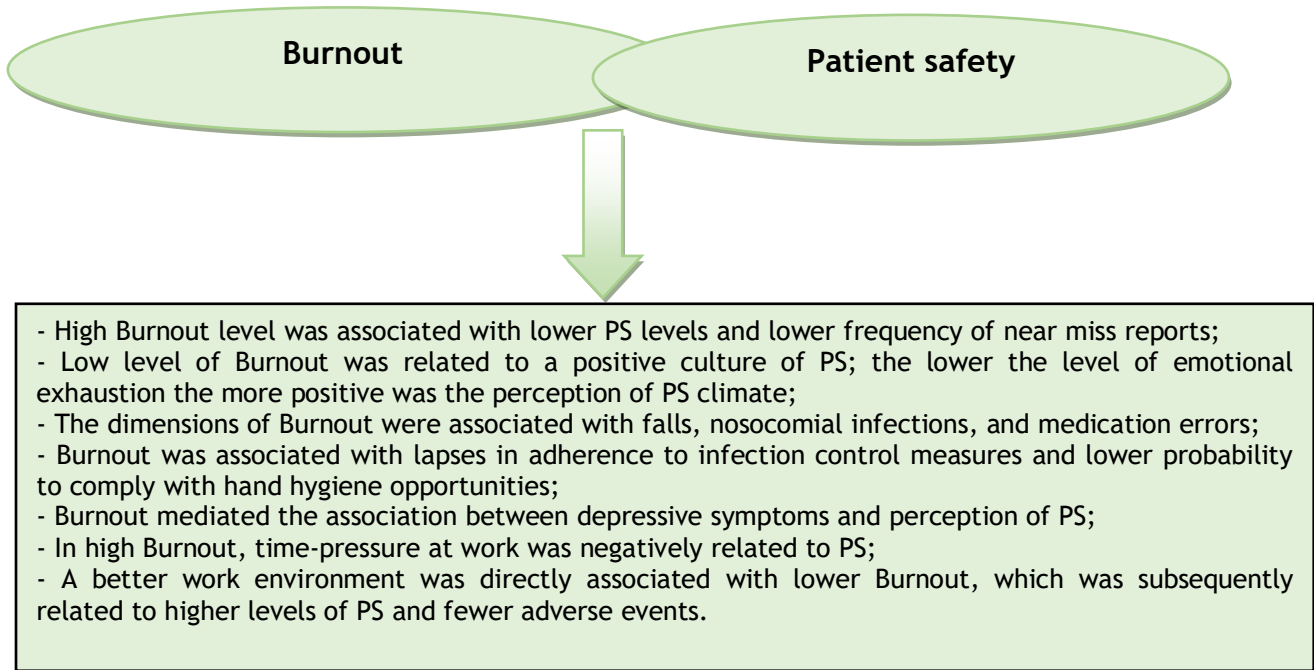 Burnout
Patient safety
- High Burnout level was associated with lower PS levels and lower frequency of near miss reports;
- Low level of Burnout was related to a positive culture of PS; the lower the level of emotional
exhaustion the more positive was the perception of PS climate;
- The dimensions of Burnout were associated with falls, nosocomial infections, and medication errors;
- Burnout was associated with lapses in adherence to infection control measures and lower probability
to comply with hand hygiene opportunities;
- Burnout mediated the association between depressive symptoms and perception of PS;
- In high Burnout, time-pressure at work was negatively related to PS;
- A better work environment was directly associated with lower Burnout, which was subsequently
related to higher levels of PS and fewer adverse events.